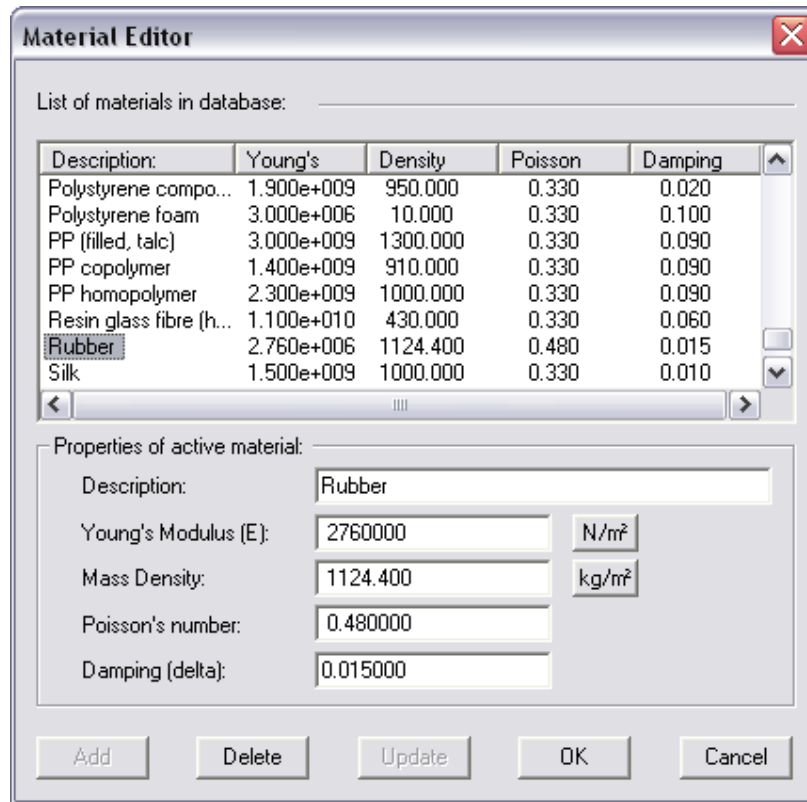 Material Editor
List of materials in database:
Description: Young's Density Poisson Damping
Polystyrene compo... 1.900e+009 950.000 0.330 0.020
Polystyrene foam 3.000e+006 10.000 0.330 0.100
PP (filled, talc) 3.000e+009 1300.000 0.330 0.090
PP copolymer 1.400e+009 910.000 0.330 0.090
PP homopolymer 2.300e+009 1000.000 0.330 0.090
Resin glass fibre (h... 1.100e+010 430.000 0.330 0.060
Rubber 2.760e+006 1124.400 0.480 0.015
Silk 1.500e+009 1000.000 0.330 0.010
Properties of active material:
Description: Rubber
Young's Modulus (E): 2760000 N/m²
Mass Density: 1124.400 kg/m²
Poisson's number: 0.480000
Damping (delta): 0.015000
Add Delete Update OK Cancel